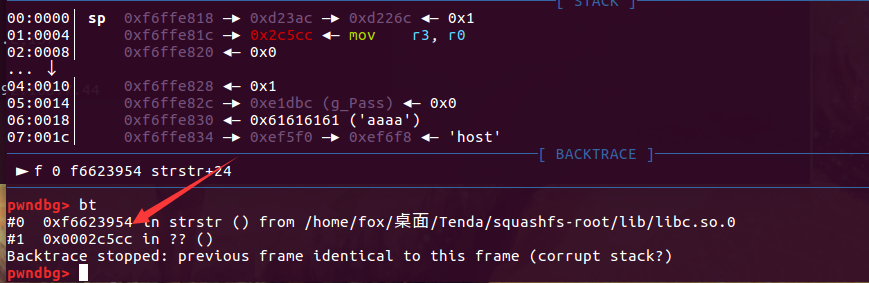 [ STACK ]
00:0000│ sp 0xf6ffe818 —▸ 0xd23ac —▸ 0xd226c ◂— 0x1
01:0004│ 0xf6ffe81c —▸ 0x2c5cc ◂— mov r3, r0
02:0008│ 0xf6ffe820 ◂— 0x0
... ↓
04:0010│ 0xf6ffe828 ◂— 0x1
05:0014│ 0xf6ffe82c —▸ 0xe1dbc (g_Pass) ◂— 0x0
06:0018│ 0xf6ffe830 ◂— 0x61616161 ('aaaa')
07:001c│ 0xf6ffe834 —▸ 0xef5f0 —▸ 0xef6f8 ◂— 'host'
[ BACKTRACE ]
► f 0 f6623954 strstr+24
pwndbg> bt
#0 0xf6623954 in strstr () from /home/fox/桌面/Tenda/squashfs-root/lib/libc.so.0
#1 0x0002c5cc in ?? ()
Backtrace stopped: previous frame identical to this frame (corrupt stack?)
pwndbg>